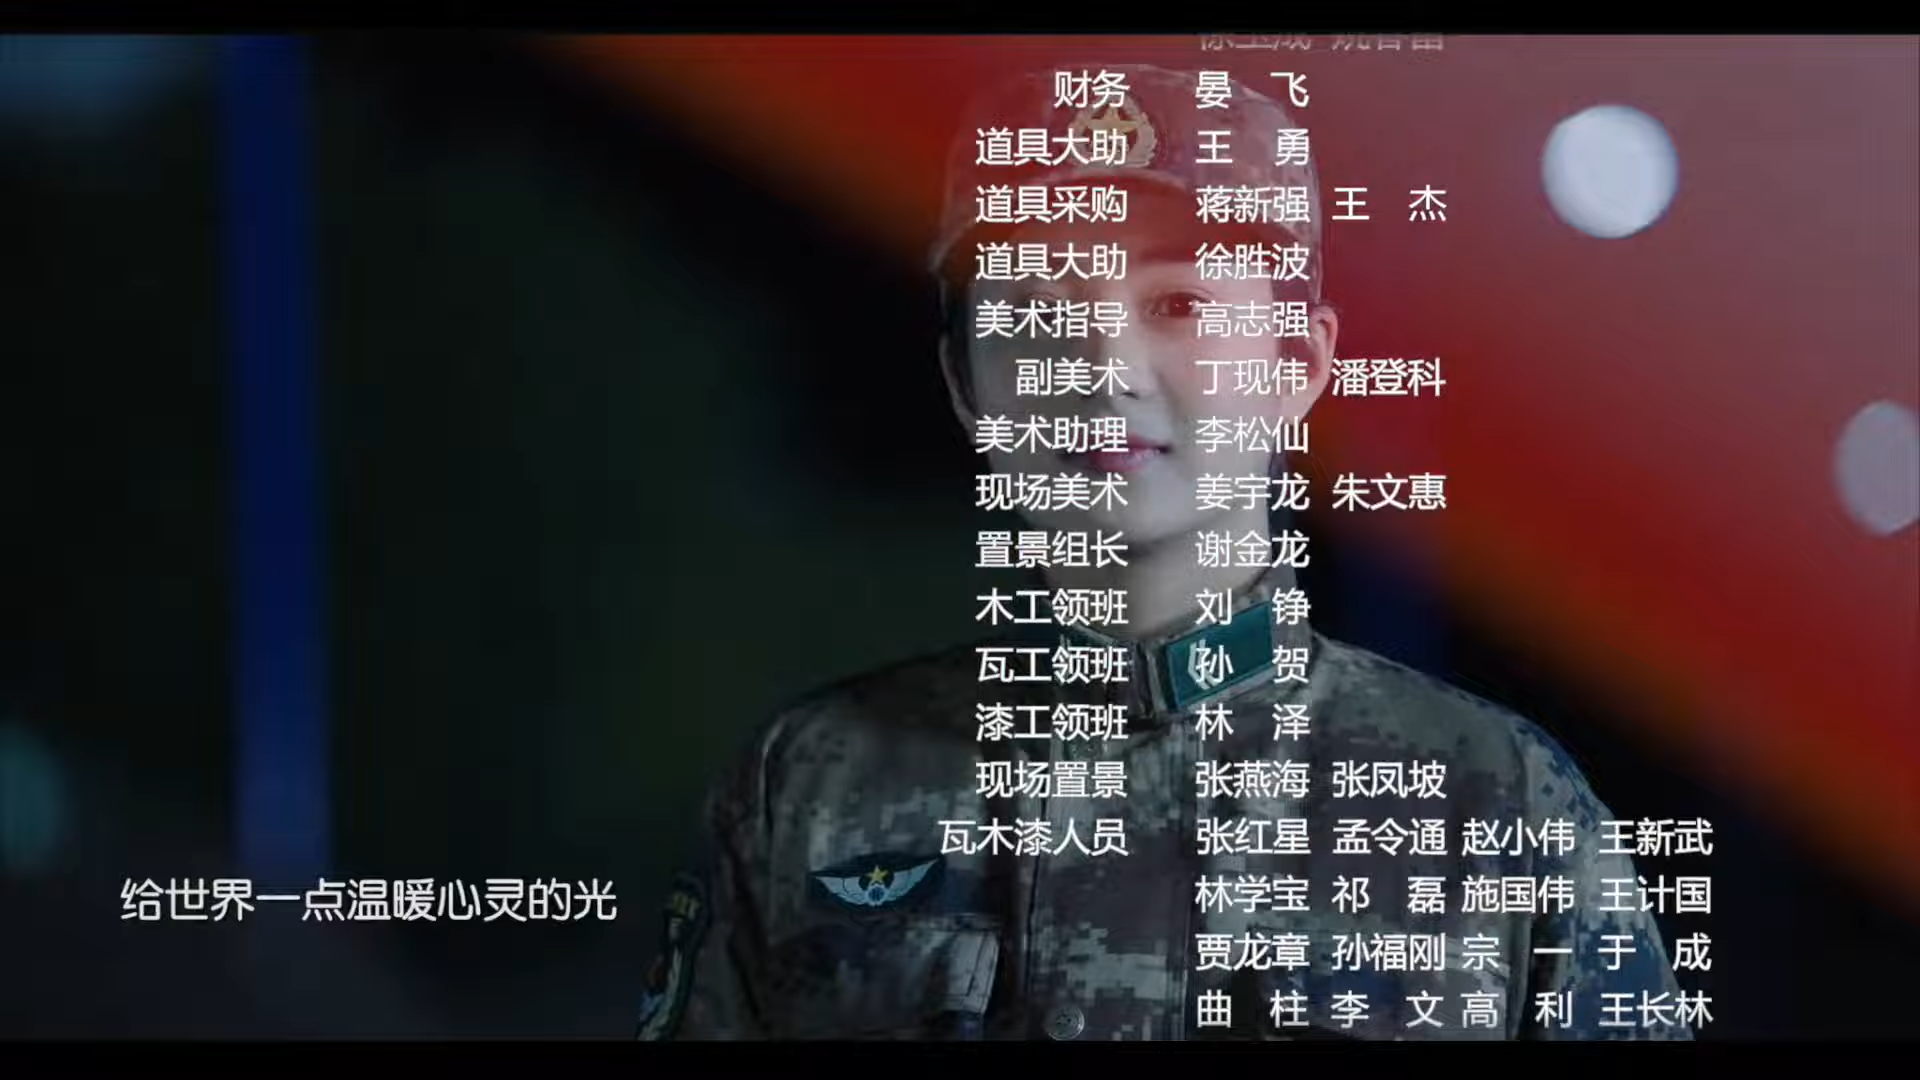 财务 晏 飞
道具大助 王 勇
道具采购 蒋新强 王 杰
道具大助 徐胜波
美术指导 高志强
副美术 丁现伟 潘登科
美术助理 李松仙
现场美术 姜宇龙 朱文惠
置景组长 谢金龙
木工领班 刘 铮
瓦工领班 孙 贺
漆工领班 林 泽
现场置景 张燕海 张凤坡
瓦木漆人员 张红星 孟令通 赵小伟 王新武
林学宝 祁 磊 施国伟 王计国
贾龙章 孙福刚 宗 一 于 成
曲 柱 李 文 高 利 王长林
给世界一点温暖心灵的光